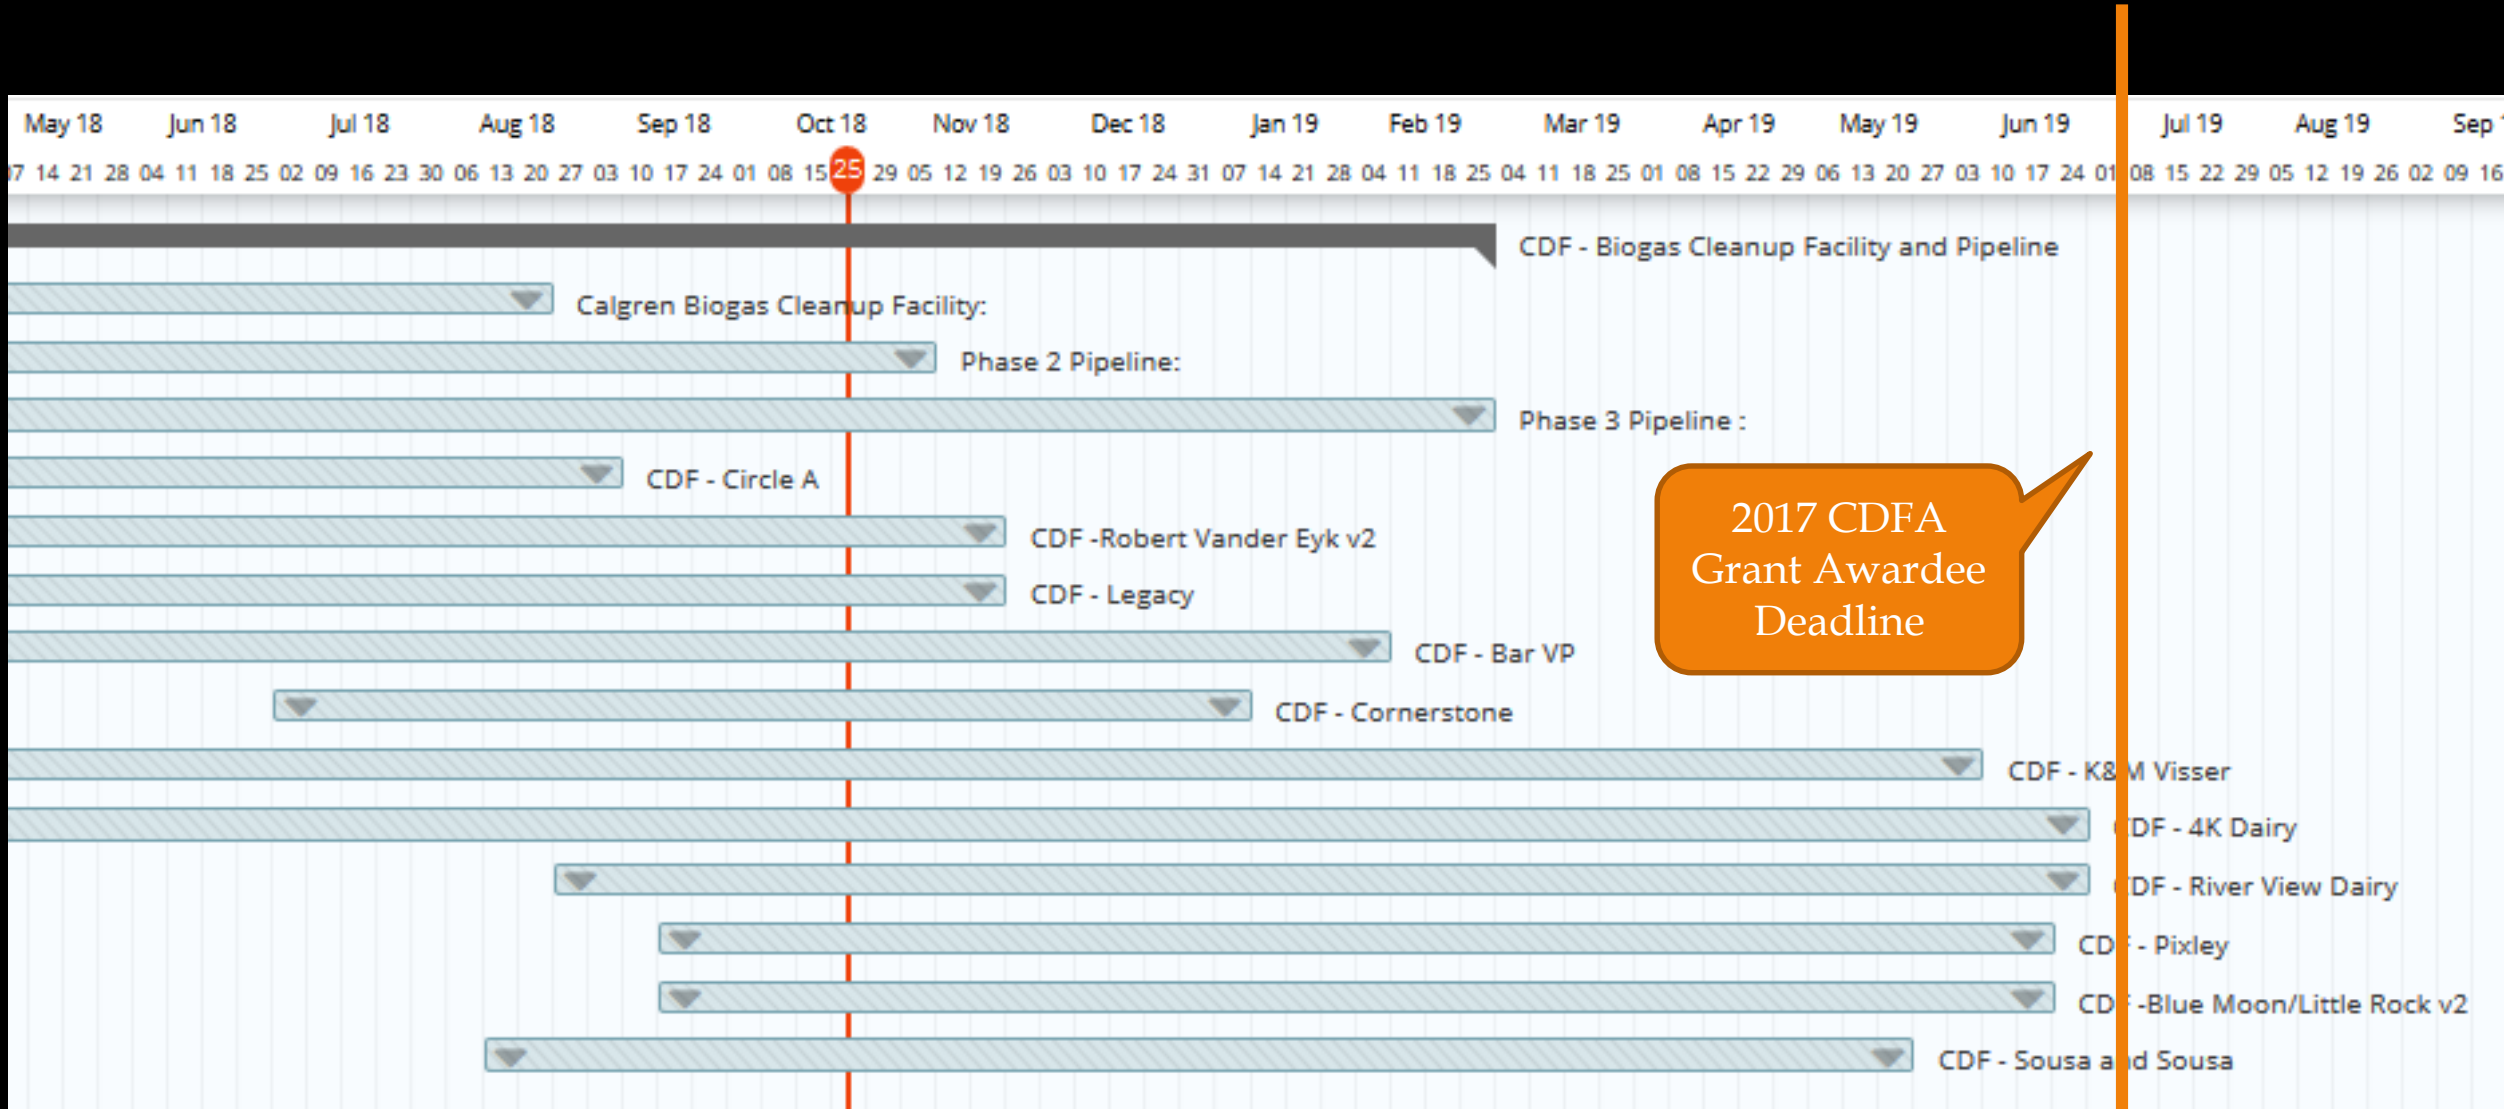 May 18 Jun 18 Jul 18 Aug 18 Sep 18 Oct 18 Nov 18 Dec 18 Jan 19 Feb 19 Mar 19 Apr 19 May 19 Jun 19 Jul 19 Aug 19 Sep
14 21 28 04 11 18 25 02 09 16 23 30 06 13 20 27 03 10 17 24 01 08 15 25 29 05 12 19 26 03 10 17 24 31 07 14 21 28 04 11 18 25 04 11 18 25 01 08 15 22 29 06 13 20 27 03 10 17 24 01 08 15 22 29 05 12 19 26 02 09 16
CDF - Biogas Cleanup Facility and Pipeline
Calgren Biogas Cleanup Facility:
Phase 2 Pipeline:
Phase 3 Pipeline :
CDF - Circle A
2017 CDFA
Grant Awardee
Deadline
CDF -Robert Vander Eyk v2
CDF - Legacy
CDF - Bar VP
CDF - Cornerstone
CDF - K&M Visser
CDF - 4K Dairy
CDF - River View Dairy
CDF - Pixley
CDF -Blue Moon/Little Rock v2
CDF - Sousa and Sousa